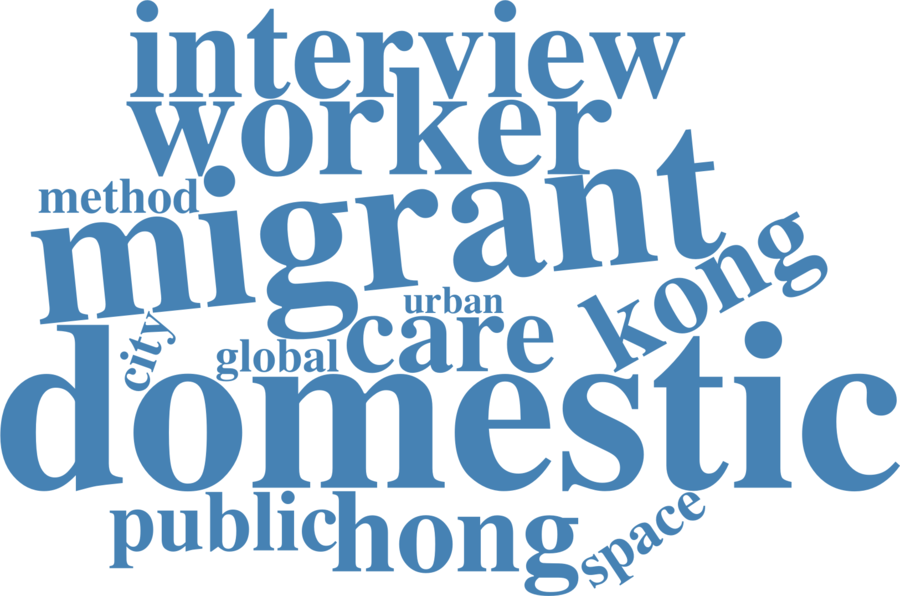 interview
worker
method
migrant
kong
urban
city
global
care
domestic
public
hong
space